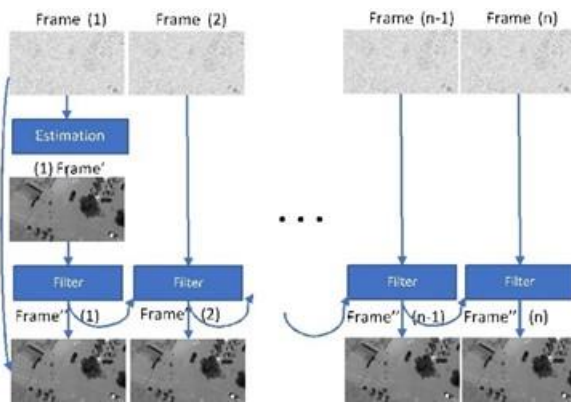 Frame (1) Frame (2) Frame (n-1) Frame (n)
Estimation
(1) Frame'
Filter Filter Filter Filter
Frame'' (1) Frame'' (2) Frame'' (n-1) Frame'' (n)